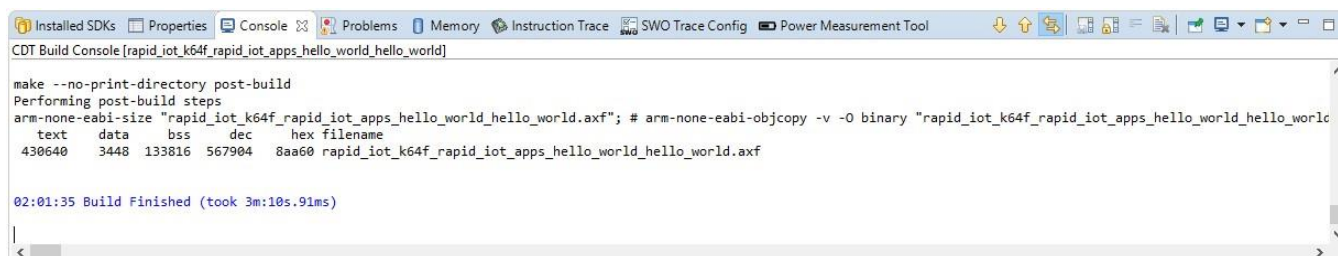 Installed SDKs Properties Console Problems Memory Instruction Trace SWO Trace Config Power Measurement Tool
CDT Build Console [rapid_iot_k64f_rapid_iot_apps_hello_world_hello_world]
make --no-print-directory post-build
Performing post-build steps
arm-none-eabi-size "rapid_iot_k64f_rapid_iot_apps_hello_world_hello_world.axf"; # arm-none-eabi-objcopy -v -O binary "rapid_iot_k64f_rapid_iot_apps_hello_world_hello_world
text data bss dec hex filename
430640 3448 133816 567904 8aa60 rapid_iot_k64f_rapid_iot_apps_hello_world_hello_world.axf
02:01:35 Build Finished (took 3m:10s.91ms)